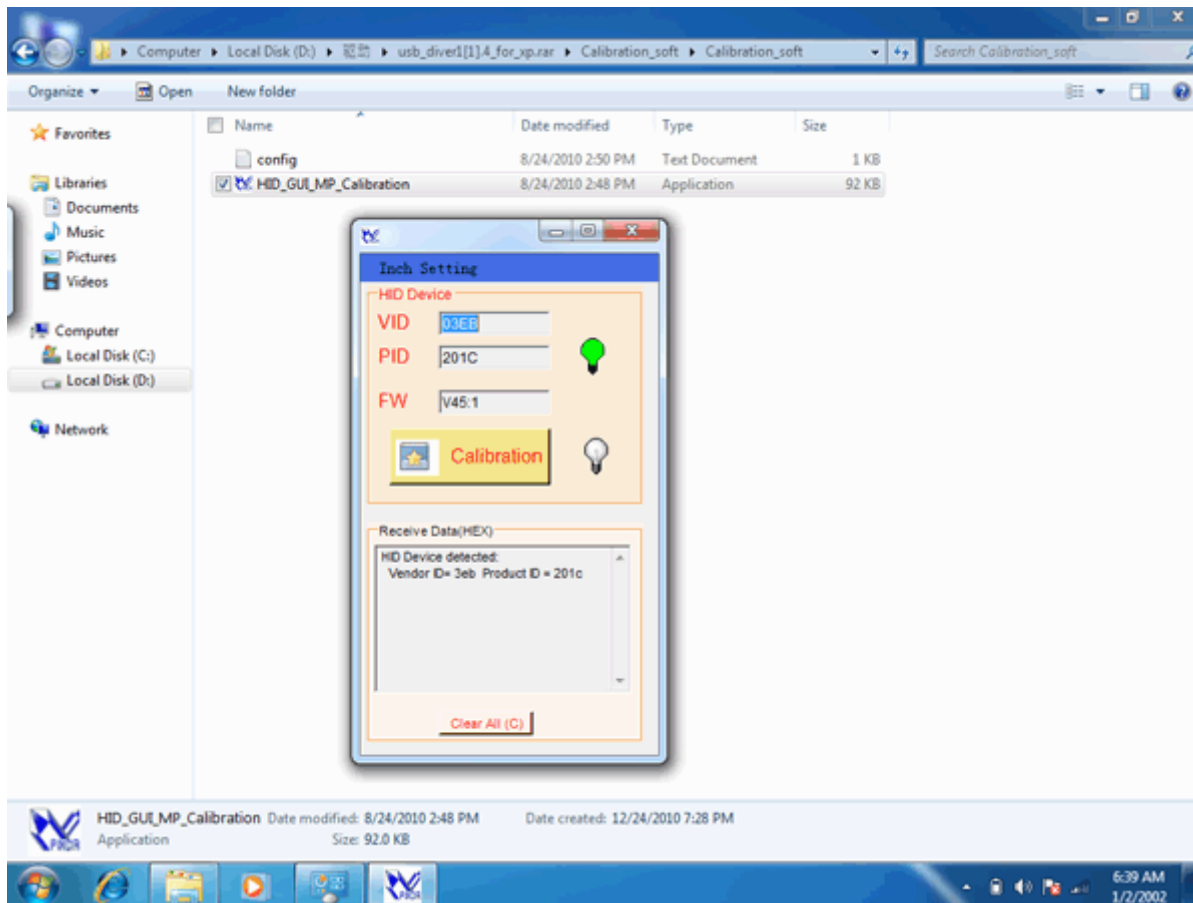 Computer ▸ Local Disk (D:) ▸ 驱动 ▸ usb_diver1[1].4_for_xp.rar ▸ Calibration_soft ▸ Calibration_soft
Search Calibration_soft
Organize Open New folder
Favorites
Libraries
Documents
Music
Pictures
Videos
Computer
Local Disk (C:)
Local Disk (D:)
Network
Name Date modified Type Size
config 8/24/2010 2:50 PM Text Document 1 KB
HID_GUI_MP_Calibration 8/24/2010 2:48 PM Application 92 KB
Inch Setting
HID Device
VID 03EB
PID 201C
FW V45:1
Calibration
Receive Data(HEX)
HID Device detected:
Vendor ID= 3eb Product ID = 201c
Clear All (C)
HID_GUI_MP_Calibration Date modified: 8/24/2010 2:48 PM Date created: 12/24/2010 7:28 PM
Application Size: 92.0 KB
6:39 AM
1/2/2002